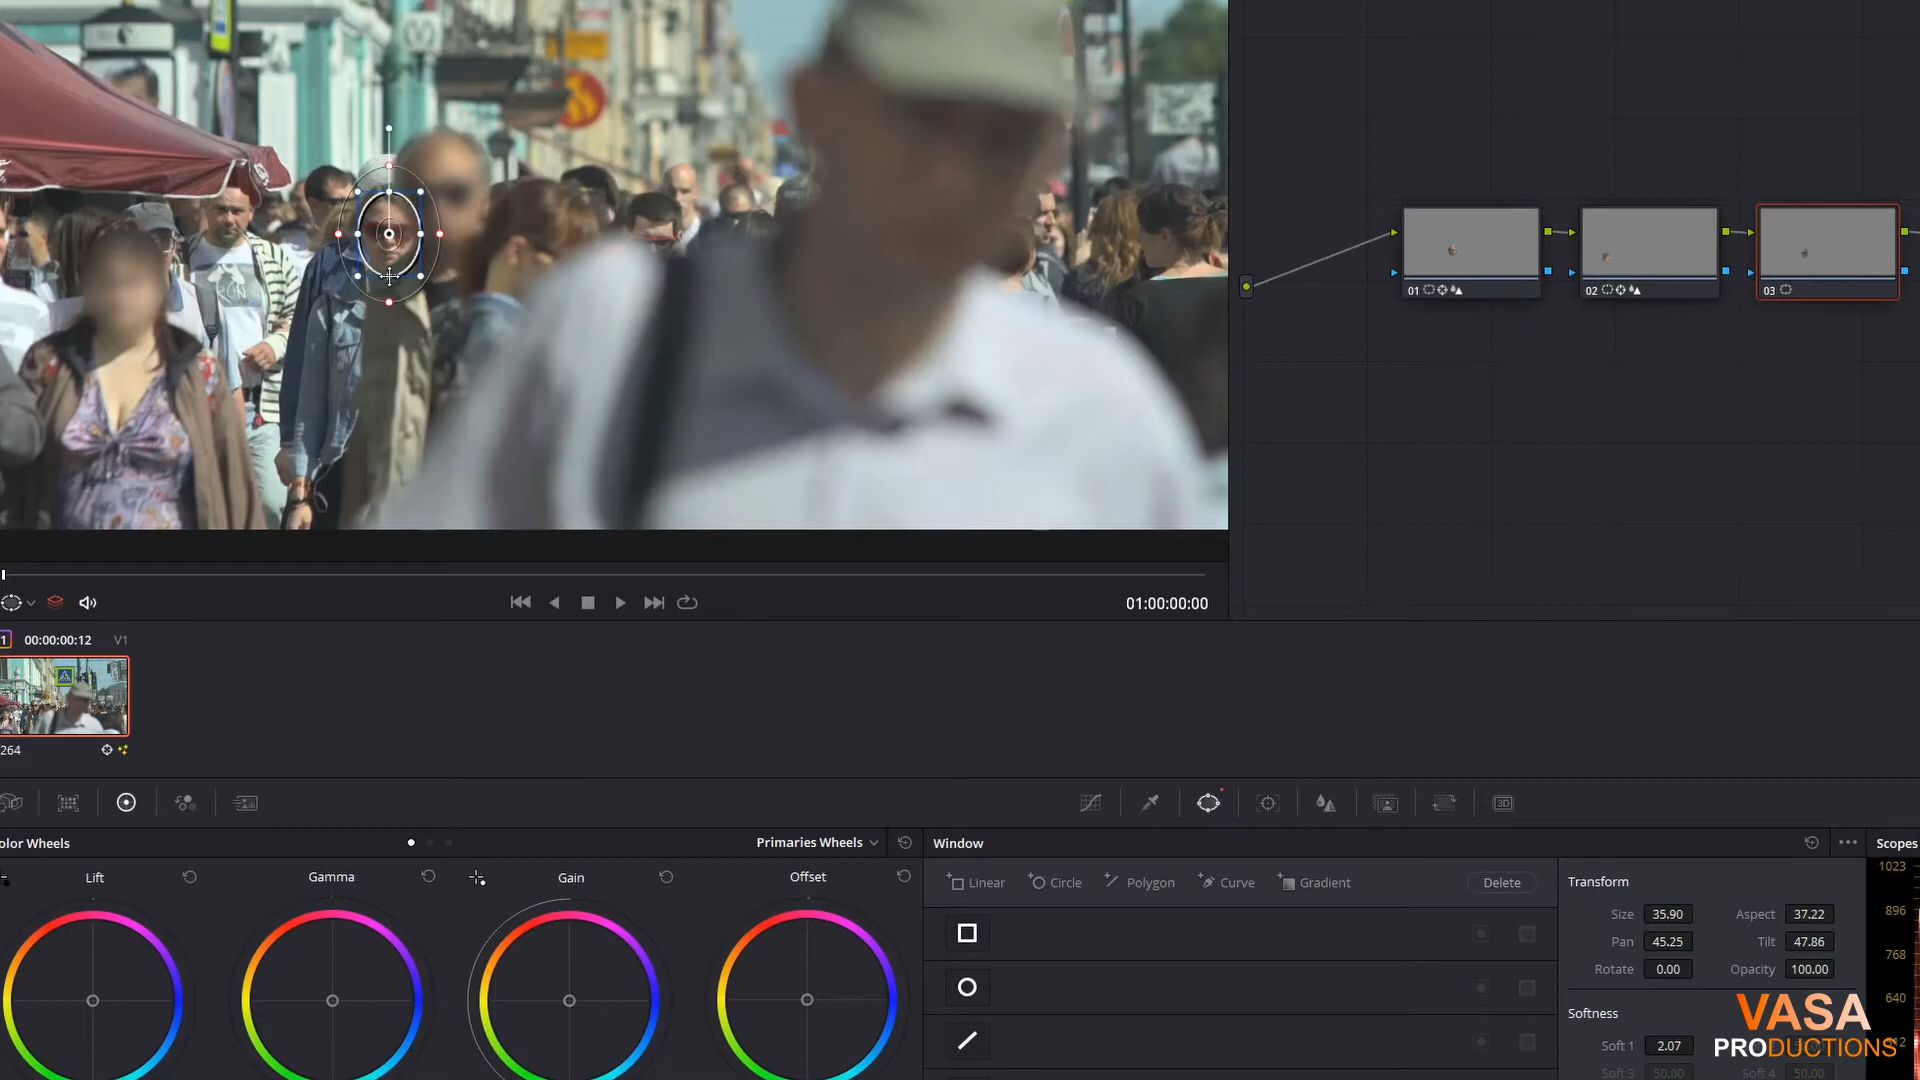 01
02
03
01:00:00:00
1
00:00:00:12
V1
264
3D
olor Wheels
Primaries Wheels
Window
Scopes
Lift
Gamma
Gain
Offset
Linear
Circle
Polygon
Curve
Gradient
Delete
Transform
Size
35.90
Aspect
37.22
Pan
45.25
Tilt
47.86
Rotate
0.00
Opacity
100.00
Softness
Soft 1
2.07
Soft 3
50.00
Soft 4
50.00
1023
896
768
640
VASA
PRODUCTIONS